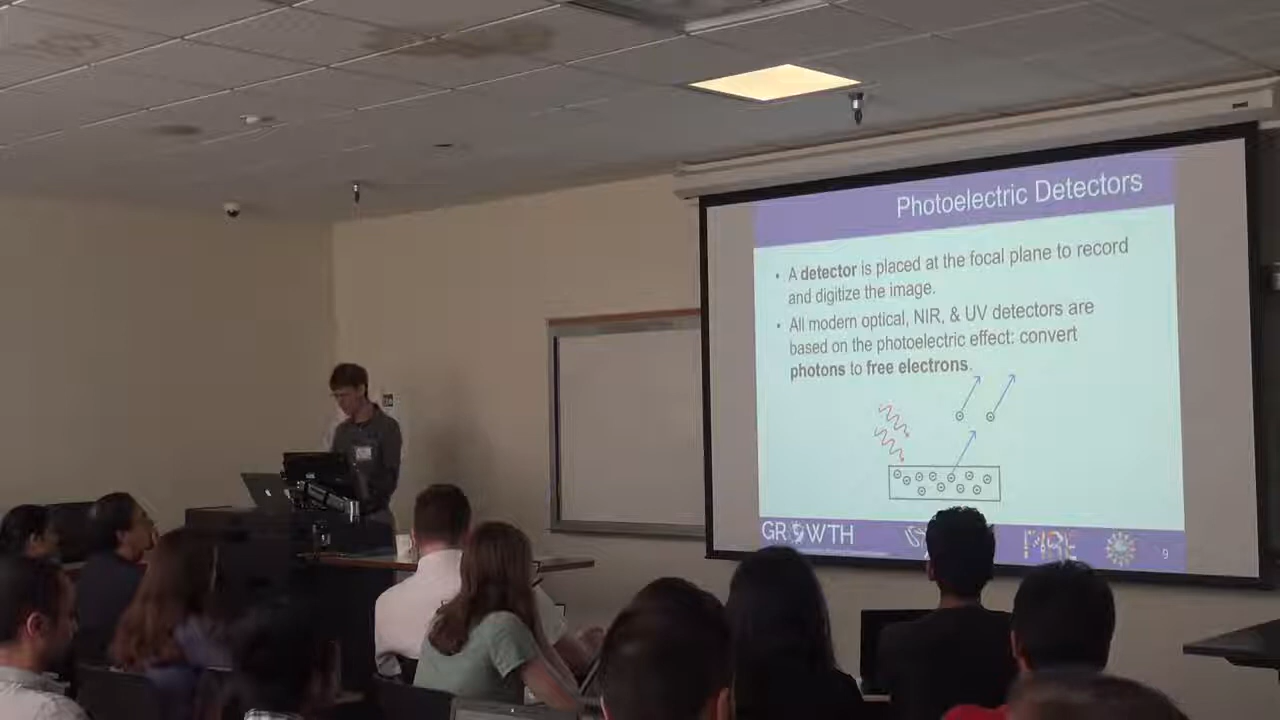 Photoelectric Detectors
• A detector is placed at the focal plane to record
and digitize the image.
• All modern optical, NIR, & UV detectors are
based on the photoelectric effect: convert
photons to free electrons.
GROWTH
PIRE
9